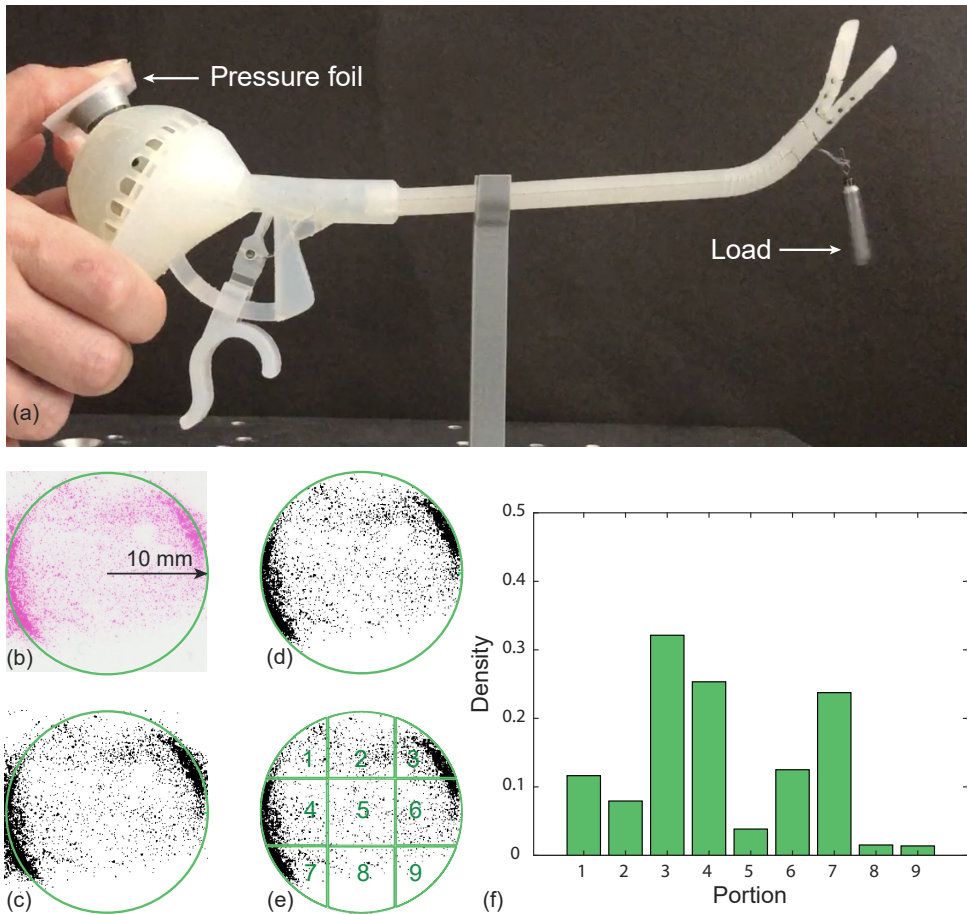 Pressure foil
Load
(a)
10 mm
(b)
(d)
(c)
1 2 3
4 5 6
7 8 9
(e)
0.5
0.4
0.3
0.2
0.1
0
Density
1 2 3 4 5 6 7 8 9
Portion
(f)